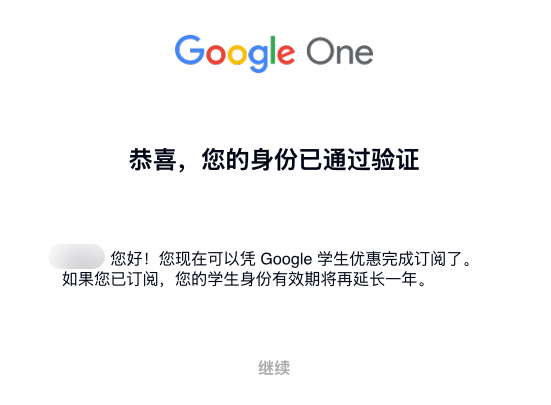 Google One
恭喜，您的身份已通过验证
您好！您现在可以凭 Google 学生优惠完成订阅了。
如果您已订阅，您的学生身份有效期将再延长一年。
继续